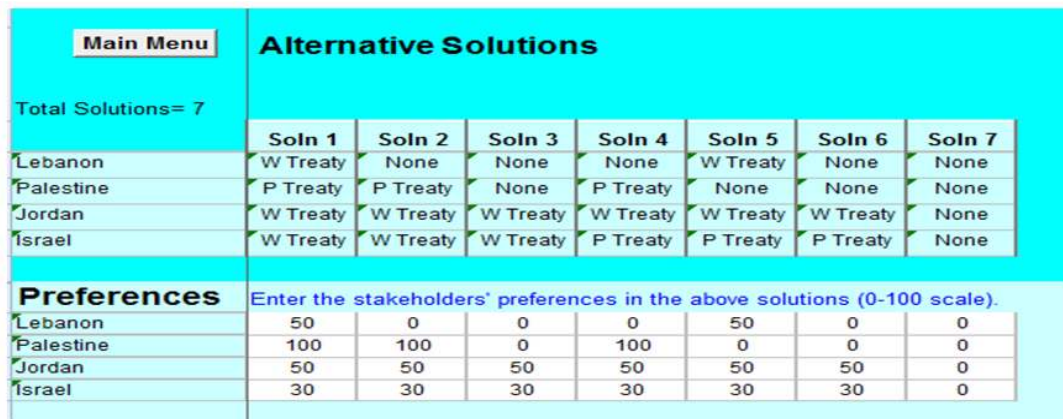 Main Menu
Alternative Solutions
Total Solutions= 7
Soln 1 Soln 2 Soln 3 Soln 4 Soln 5 Soln 6 Soln 7
Lebanon W Treaty None None None W Treaty None None
Palestine P Treaty P Treaty None P Treaty None None None
Jordan W Treaty W Treaty W Treaty W Treaty W Treaty W Treaty None
Israel W Treaty W Treaty W Treaty P Treaty P Treaty P Treaty None
Preferences Enter the stakeholders' preferences in the above solutions (0-100 scale).
Lebanon 50 0 0 0 50 0 0
Palestine 100 100 0 100 0 0 0
Jordan 50 50 50 50 50 50 0
Israel 30 30 30 30 30 30 0